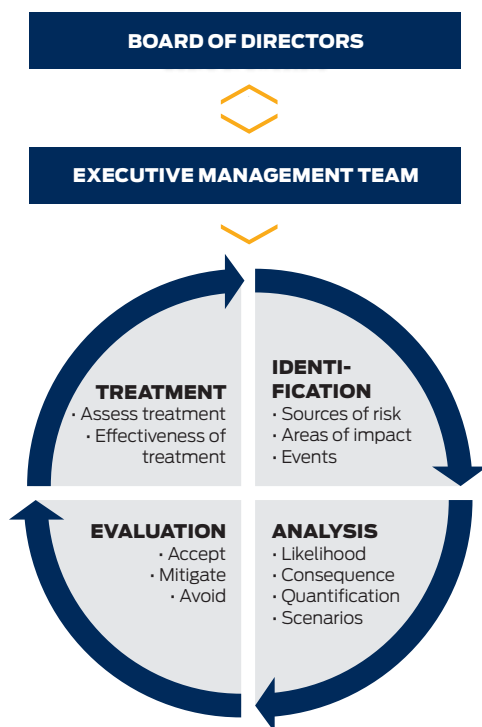 BOARD OF DIRECTORS
EXECUTIVE MANAGEMENT TEAM
TREATMENT
· Assess treatment
· Effectiveness of
treatment
IDENTI-
FICATION
· Sources of risk
· Areas of impact
· Events
EVALUATION
· Accept
· Mitigate
· Avoid
ANALYSIS
· Likelihood
· Consequence
· Quantification
· Scenarios